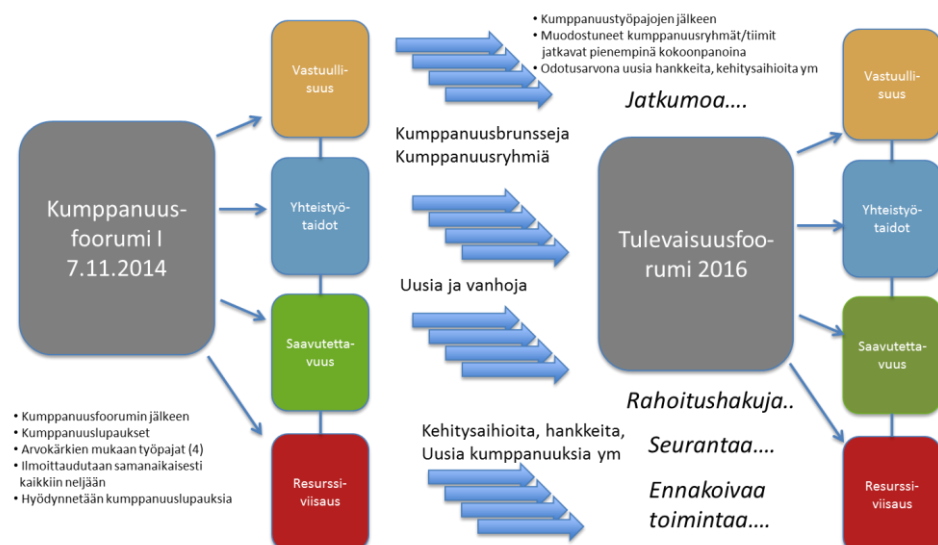 Kumppanuus-
foorumi I
7.11.2014
Vastuulli-
suus
Yhteistyö-
taidot
Saavutetta-
vuus
Resurssi-
viisaus
• Kumppanuusfoorumin jälkeen
• Kumppanuuslupaukset
• Arvokärkien mukaan työpajat (4)
• Ilmoittaudutaan samanaikaisesti
kaikkiin neljään
• Hyödynnetään kumppanuuslupauksia
Kumppanuusbrunsseja
Kumppanuusryhmiä
Uusia ja vanhoja
Kehitysaihioita, hankkeita,
Uusia kumppanuuksia ym
• Kumppanuustyöpajojen jälkeen
• Muodostuneet kumppanuusryhmät/tiimit
jatkavat pienempinä kokoonpanoina
• Odotusarvona uusia hankkeita, kehitysaihioita ym
Jatkumoa....
Tulevaisuusfoo-
rumi 2016
Rahoitushakuja..
Seurantaa....
Ennakoivaa
toimintaa....
Vastuulli-
suus
Yhteistyö-
taidot
Saavutetta-
vuus
Resurssi-
viisaus